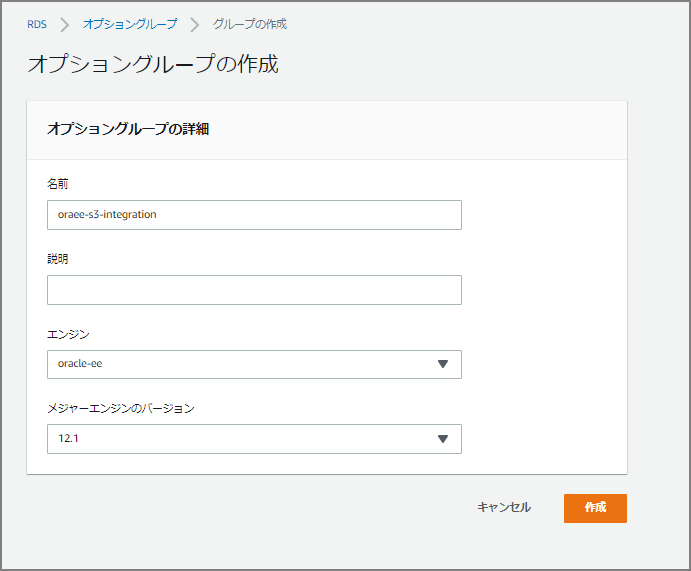 RDS オプショングループ グループの作成
オプショングループの作成
オプショングループの詳細
名前
oraee-s3-integration
説明
エンジン
oracle-ee
メジャーエンジンのバージョン
12.1
キャンセル 作成